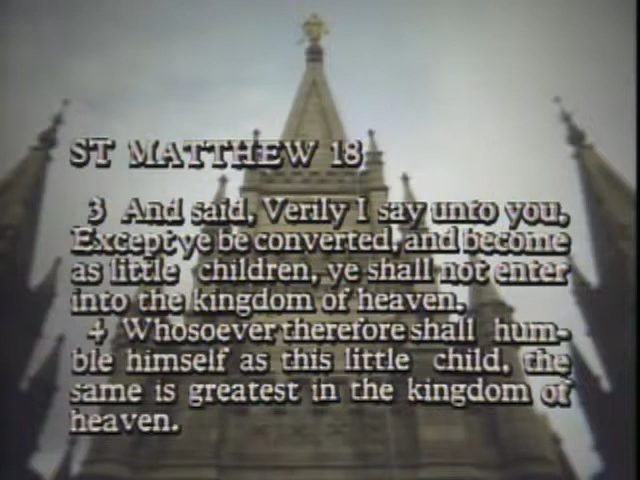 ST MATTHEW 18
3 And said, Verily I say unto you,
Except ye be converted, and become
as little children, ye shall not enter
into the kingdom of heaven.
4 Whosoever therefore shall hum-
ble himself as this little child, the
same is greatest in the kingdom of
heaven.